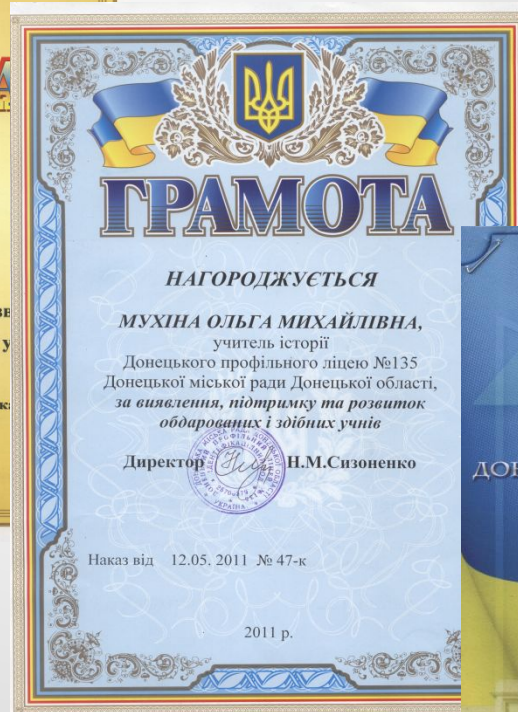 ГРАМОТА
НАГОРОДЖУЄТЬСЯ
МУХІНА ОЛЬГА МИХАЙЛІВНА,
учитель історії
Донецького профільного ліцею №135
Донецької міської ради Донецької області,
за виявлення, підтримку та розвиток
обдарованих і здібних учнів
Директор Н.М.Сизоненко
УКРАЇНА
Наказ від 12.05. 2011 № 47-к
2011 р.